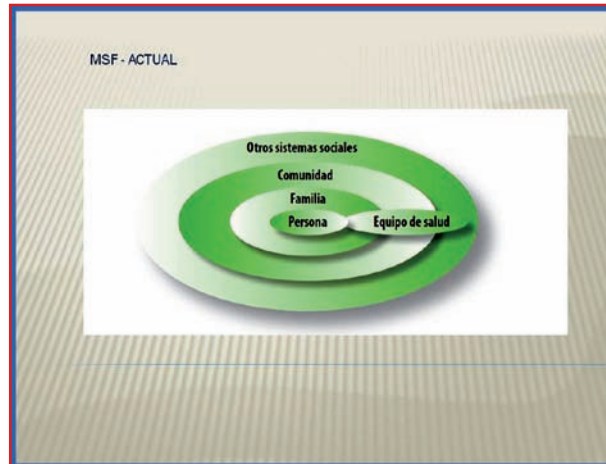 MSF - ACTUAL
Otros sistemas sociales
Comunidad
Familia
Persona
Equipo de salud